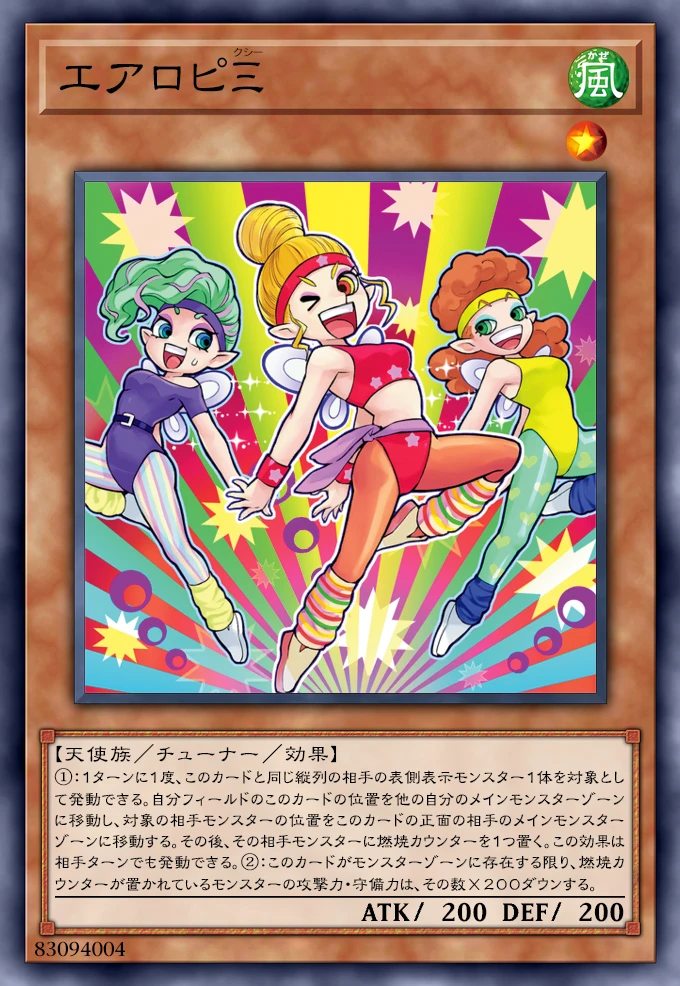 クシー
エアロピΞ
かぜ
風
【天使族／チューナー／効果】
①：１ターンに１度、このカードと同じ縦列の相手の表側表示モンスター１体を対象とし
て発動できる。自分フィールドのこのカードの位置を他の自分のメインモンスターゾーン
に移動し、対象の相手モンスターの位置をこのカードの正面の相手のメインモンスター
ゾーンに移動する。その後、その相手モンスターに燃焼カウンターを１つ置く。この効果は
相手ターンでも発動できる。②：このカードがモンスターゾーンに存在する限り、燃焼カ
ウンターが置かれているモンスターの攻撃力・守備力は、その数×２００ダウンする。
ATK/ 200 DEF/ 200
83094004